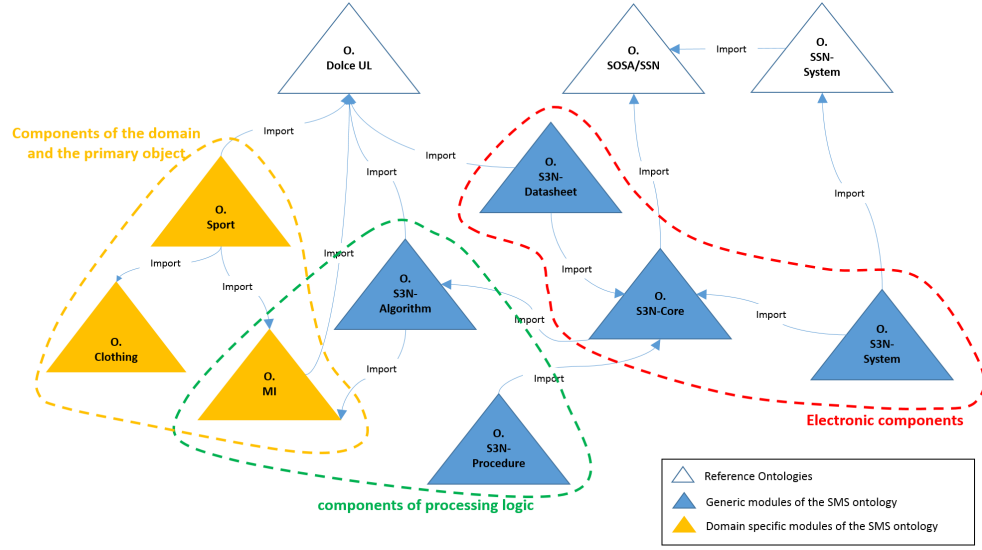 O.
Dolce UL
O.
SOSA/SSN
Import
O.
SSN-
System
Components of the domain
and the primary object
Import
Import
Import
Import
Import
O.
Sport
O.
S3N-
Datasheet
Import
Import
Import
O.
S3N-
Algorithm
Import
O.
S3N-Core
Import
Import
O.
Clothing
O.
MI
Import
Import
O.
S3N-
System
O.
S3N-
Procedure
Electronic components
components of processing logic
Reference Ontologies
Generic modules of the SMS ontology
Domain specific modules of the SMS ontology